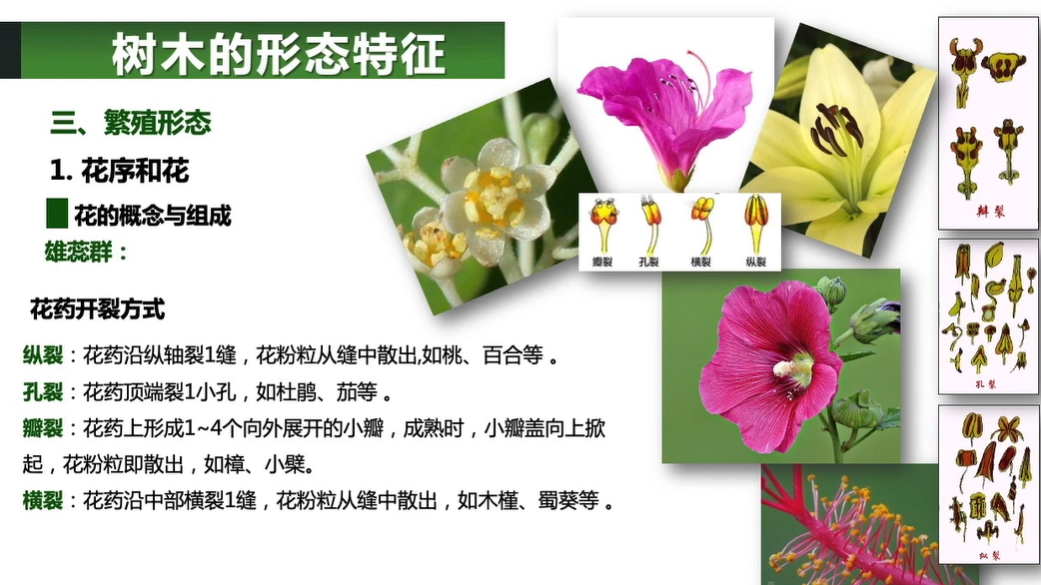 树木的形态特征
三、繁殖形态
1. 花序和花
花的概念与组成
雄蕊群：
花药开裂方式
纵裂：花药沿纵轴裂1缝，花粉粒从缝中散出,如桃、百合等 。
孔裂：花药顶端裂1小孔，如杜鹃、茄等 。
瓣裂：花药上形成1~4个向外展开的小瓣，成熟时，小瓣盖向上掀
起，花粉粒即散出，如樟、小檗。
横裂：花药沿中部横裂1缝，花粉粒从缝中散出，如木槿、蜀葵等 。
瓣裂 孔裂 横裂 纵裂
瓣裂
孔裂
纵裂